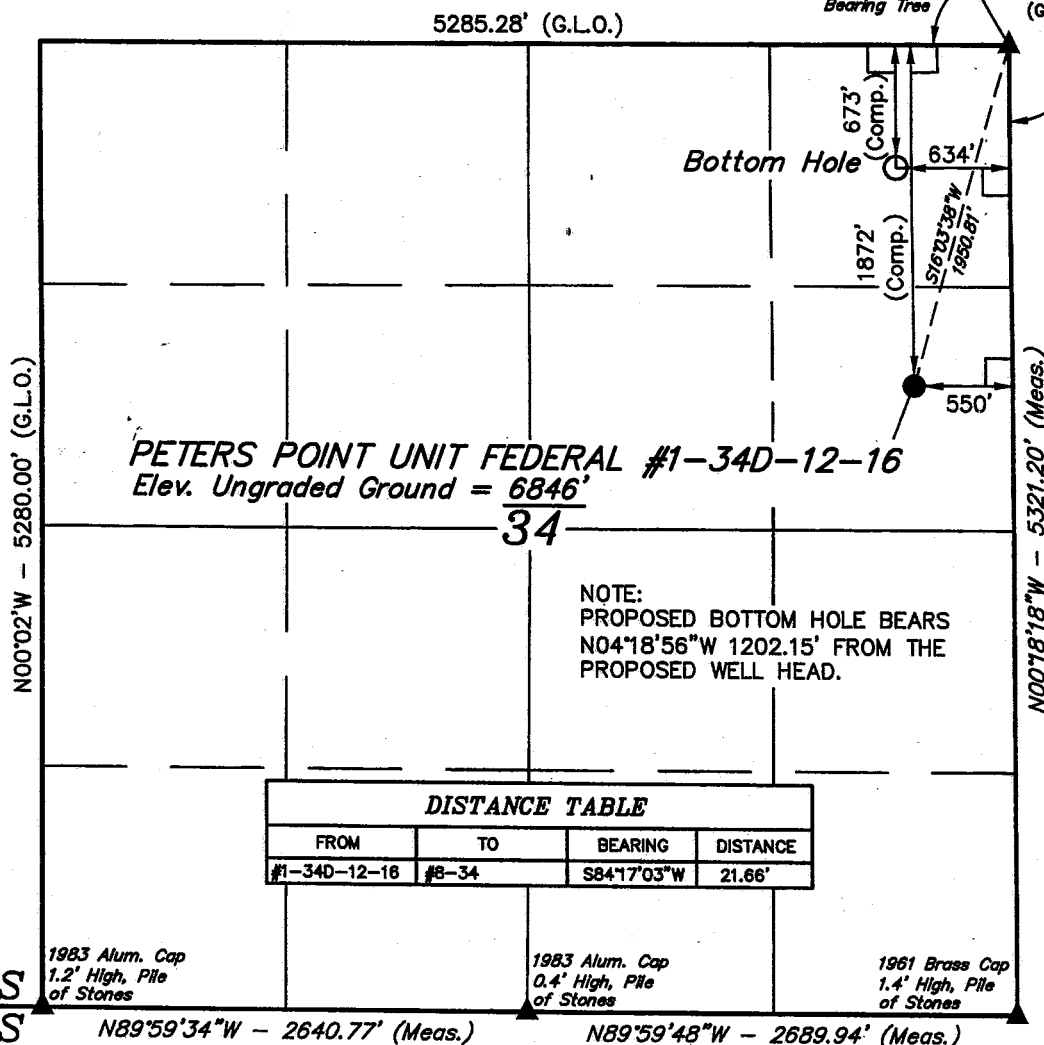 Bearing Tree
(G
5285.28' (G.L.O.)
673'
(Comp.)
Bottom Hole
634'
1872'
(Comp.)
S16°03'38"W
1950.81'
550'
N00°02'W - 5280.00' (G.L.O.)
N00°18'18"W - 5321.20' (Meas.)
PETERS POINT UNIT FEDERAL #1-34D-12-16
Elev. Ungraded Ground = 6846'
34
NOTE:
PROPOSED BOTTOM HOLE BEARS
N04°18'56"W 1202.15' FROM THE
PROPOSED WELL HEAD.
DISTANCE TABLE
FROM TO BEARING DISTANCE
#1-34D-12-16 #8-34 S84°17'03"W 21.66'
1983 Alum. Cap
1.2' High, Pile
of Stones
1983 Alum. Cap
0.4' High, Pile
of Stones
1961 Brass Cap
1.4' High, Pile
of Stones
S
S
N89°59'34"W - 2640.77' (Meas.)
N89°59'48"W - 2689.94' (Meas.)